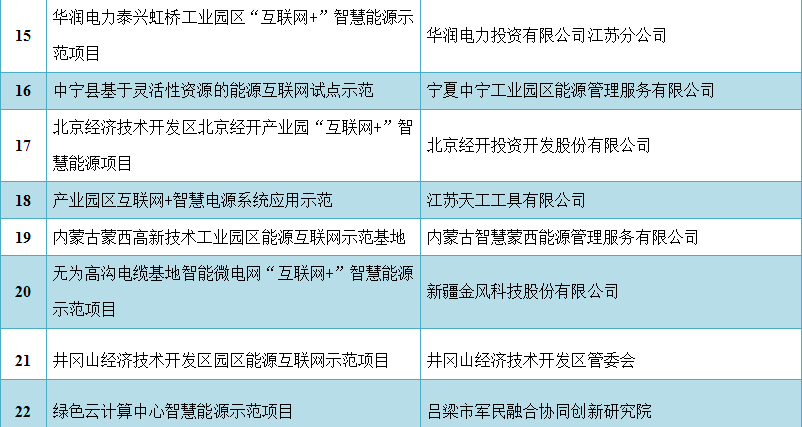 15 华润电力泰兴虹桥工业园区“互联网+”智慧能源示
范项目 华润电力投资有限公司江苏分公司
16 中宁县基于灵活性资源的能源互联网试点示范 宁夏中宁工业园区能源管理服务有限公司
17 北京经济技术开发区北京经开产业园“互联网+”智
慧能源项目 北京经开投资开发股份有限公司
18 产业园区互联网+智慧电源系统应用示范 江苏天工工具有限公司
19 内蒙古蒙西高新技术工业园区能源互联网示范基地 内蒙古智慧蒙西能源管理服务有限公司
20 无为高沟电缆基地智能微电网“互联网+”智慧能源
示范项目 新疆金风科技股份有限公司
21 井冈山经济技术开发区园区能源互联网示范项目 井冈山经济技术开发区管委会
22 绿色云计算中心智慧能源示范项目 吕梁市军民融合协同创新研究院